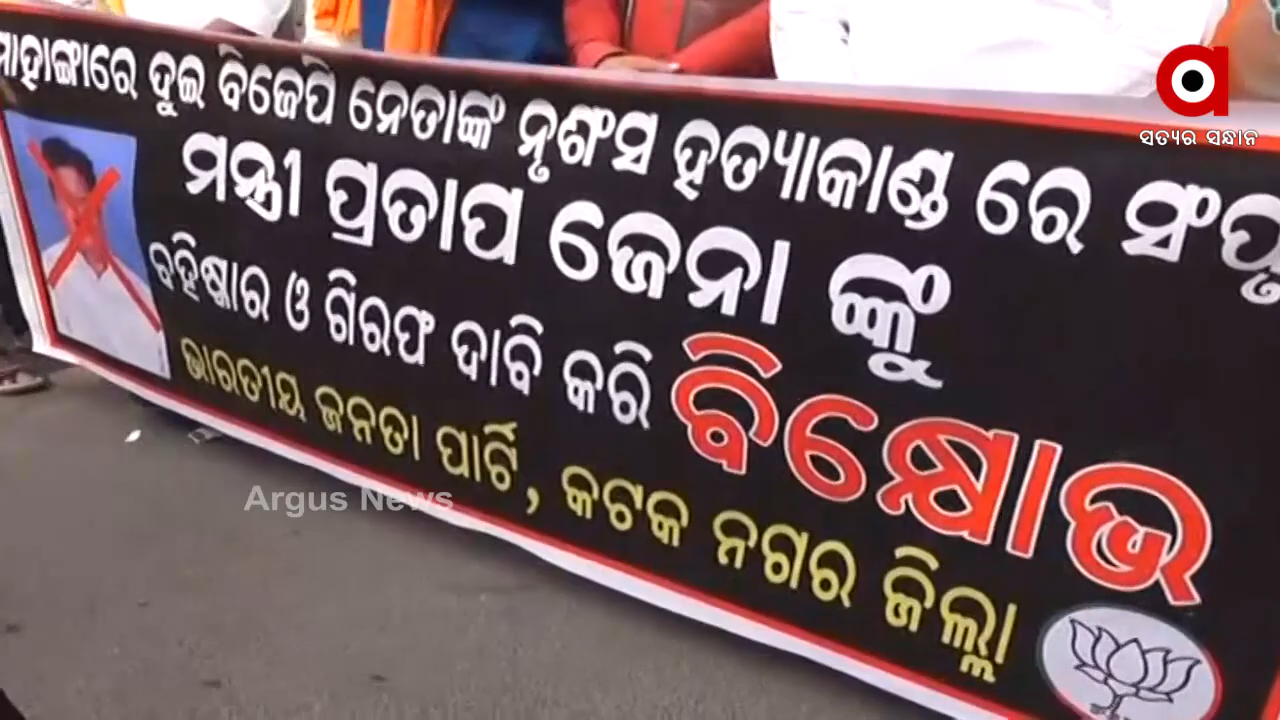 ମାହାଙ୍ଗାରେ ଦୁଇ ବିଜେପି ନେତାଙ୍କ ନୃଶଂସ ହତ୍ୟାକାଣ୍ଡ ରେ
ମନ୍ତ୍ରୀ ପ୍ରତାପ ଜେନା ଙ୍କୁ
ବହିଷ୍କାର ଓ ଗିରଫ ଦାବି କରି ବିକ୍ଷୋଭ
ଭାରତୀୟ ଜନତା ପାର୍ଟି, କଟକ ନଗର ଜିଲ୍ଲା
ସତ୍ୟର ସନ୍ଧାନ
Argus News